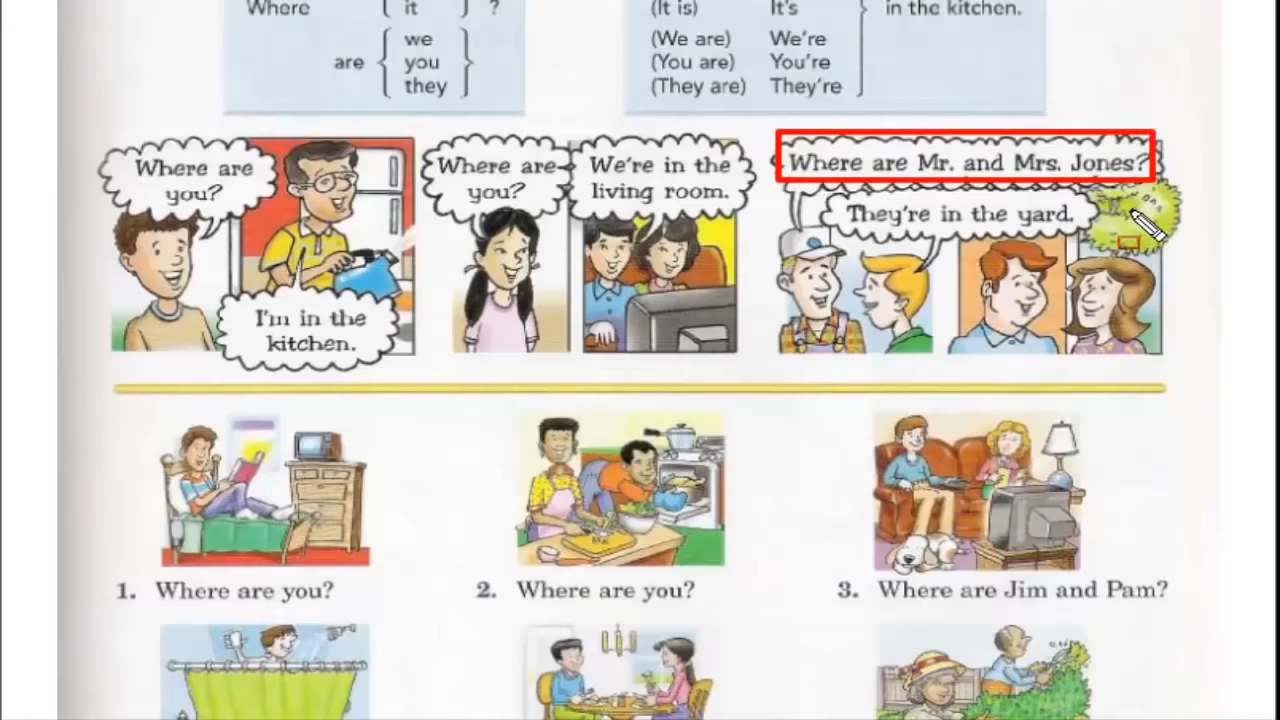 Where { it } ?
are { we
you
they }
(It is) It's } in the kitchen.
(We are) We're
(You are) You're
(They are) They're
Where are
you?
I'm in the
kitchen.
Where are
you?
We're in the
living room.
Where are Mr. and Mrs. Jones?
They're in the yard.
1. Where are you?
2. Where are you?
3. Where are Jim and Pam?